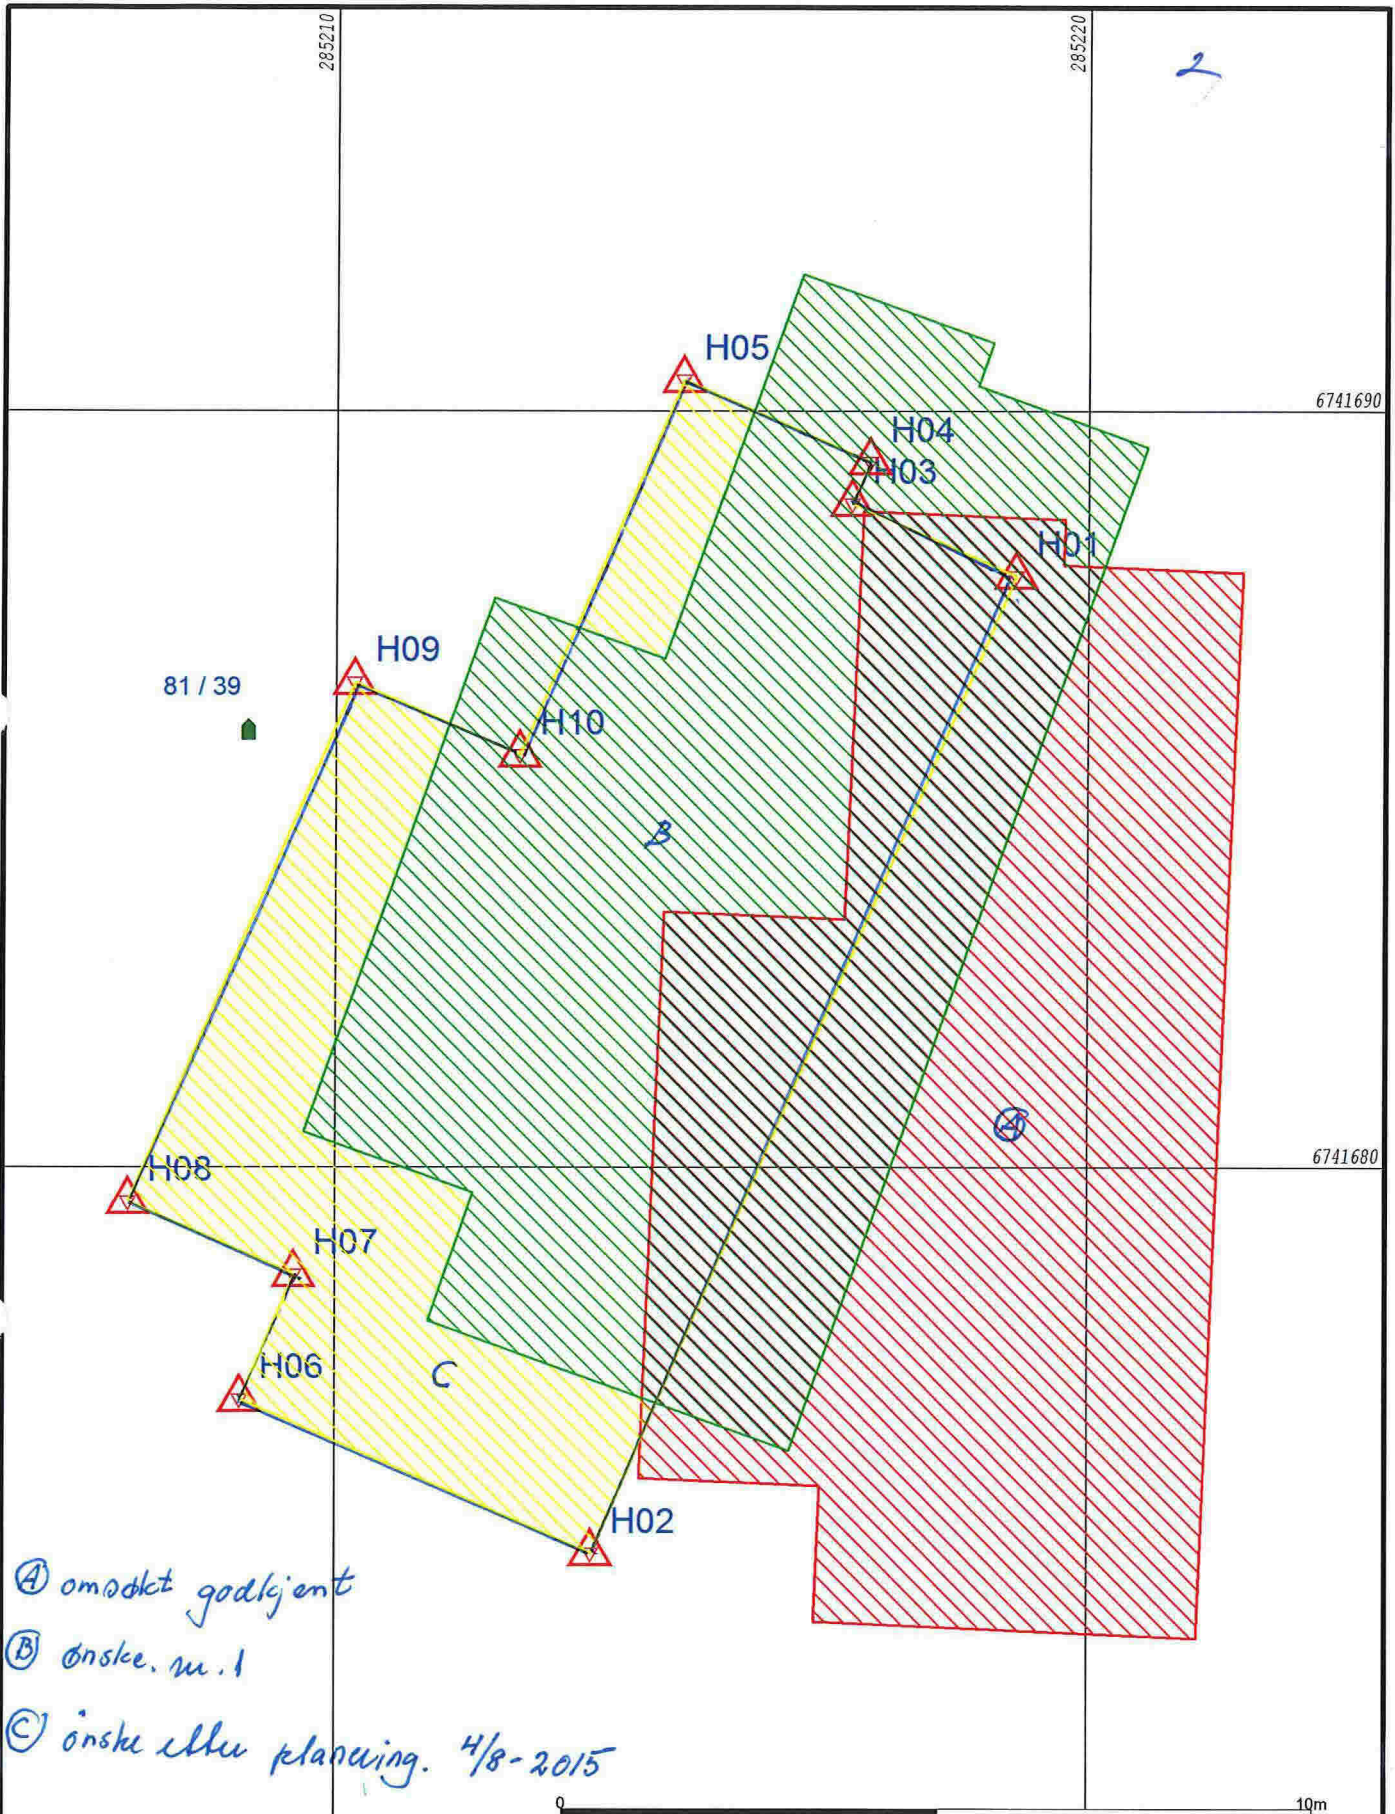 285210
285220
2
H05
6741690
H04
H03
H01
H09
81 / 39
H10
B
A
6741680
H08
H07
H06
C
H02
A omsøkt godkjent
B ønske. nr. 1
C ønske etter planering. 4/8-2015
0
10m